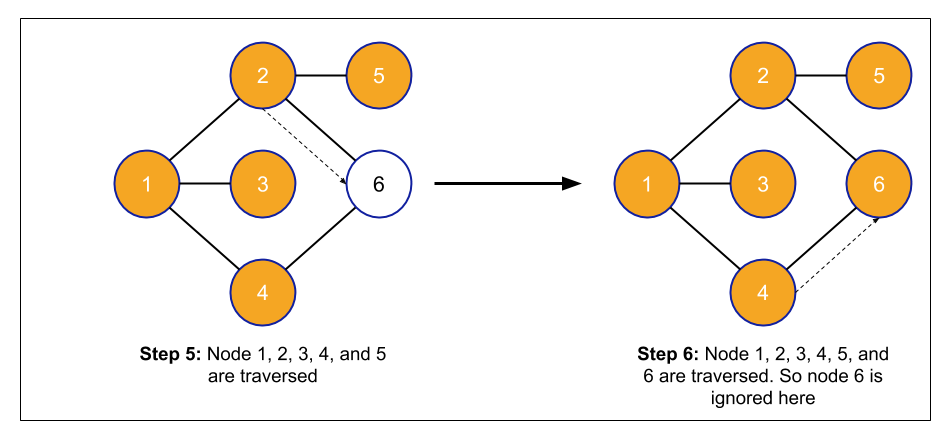 2
5
1
3
6
4
Step 5: Node 1, 2, 3, 4, and 5
are traversed
2
5
1
3
6
4
Step 6: Node 1, 2, 3, 4, 5, and
6 are traversed. So node 6 is
ignored here